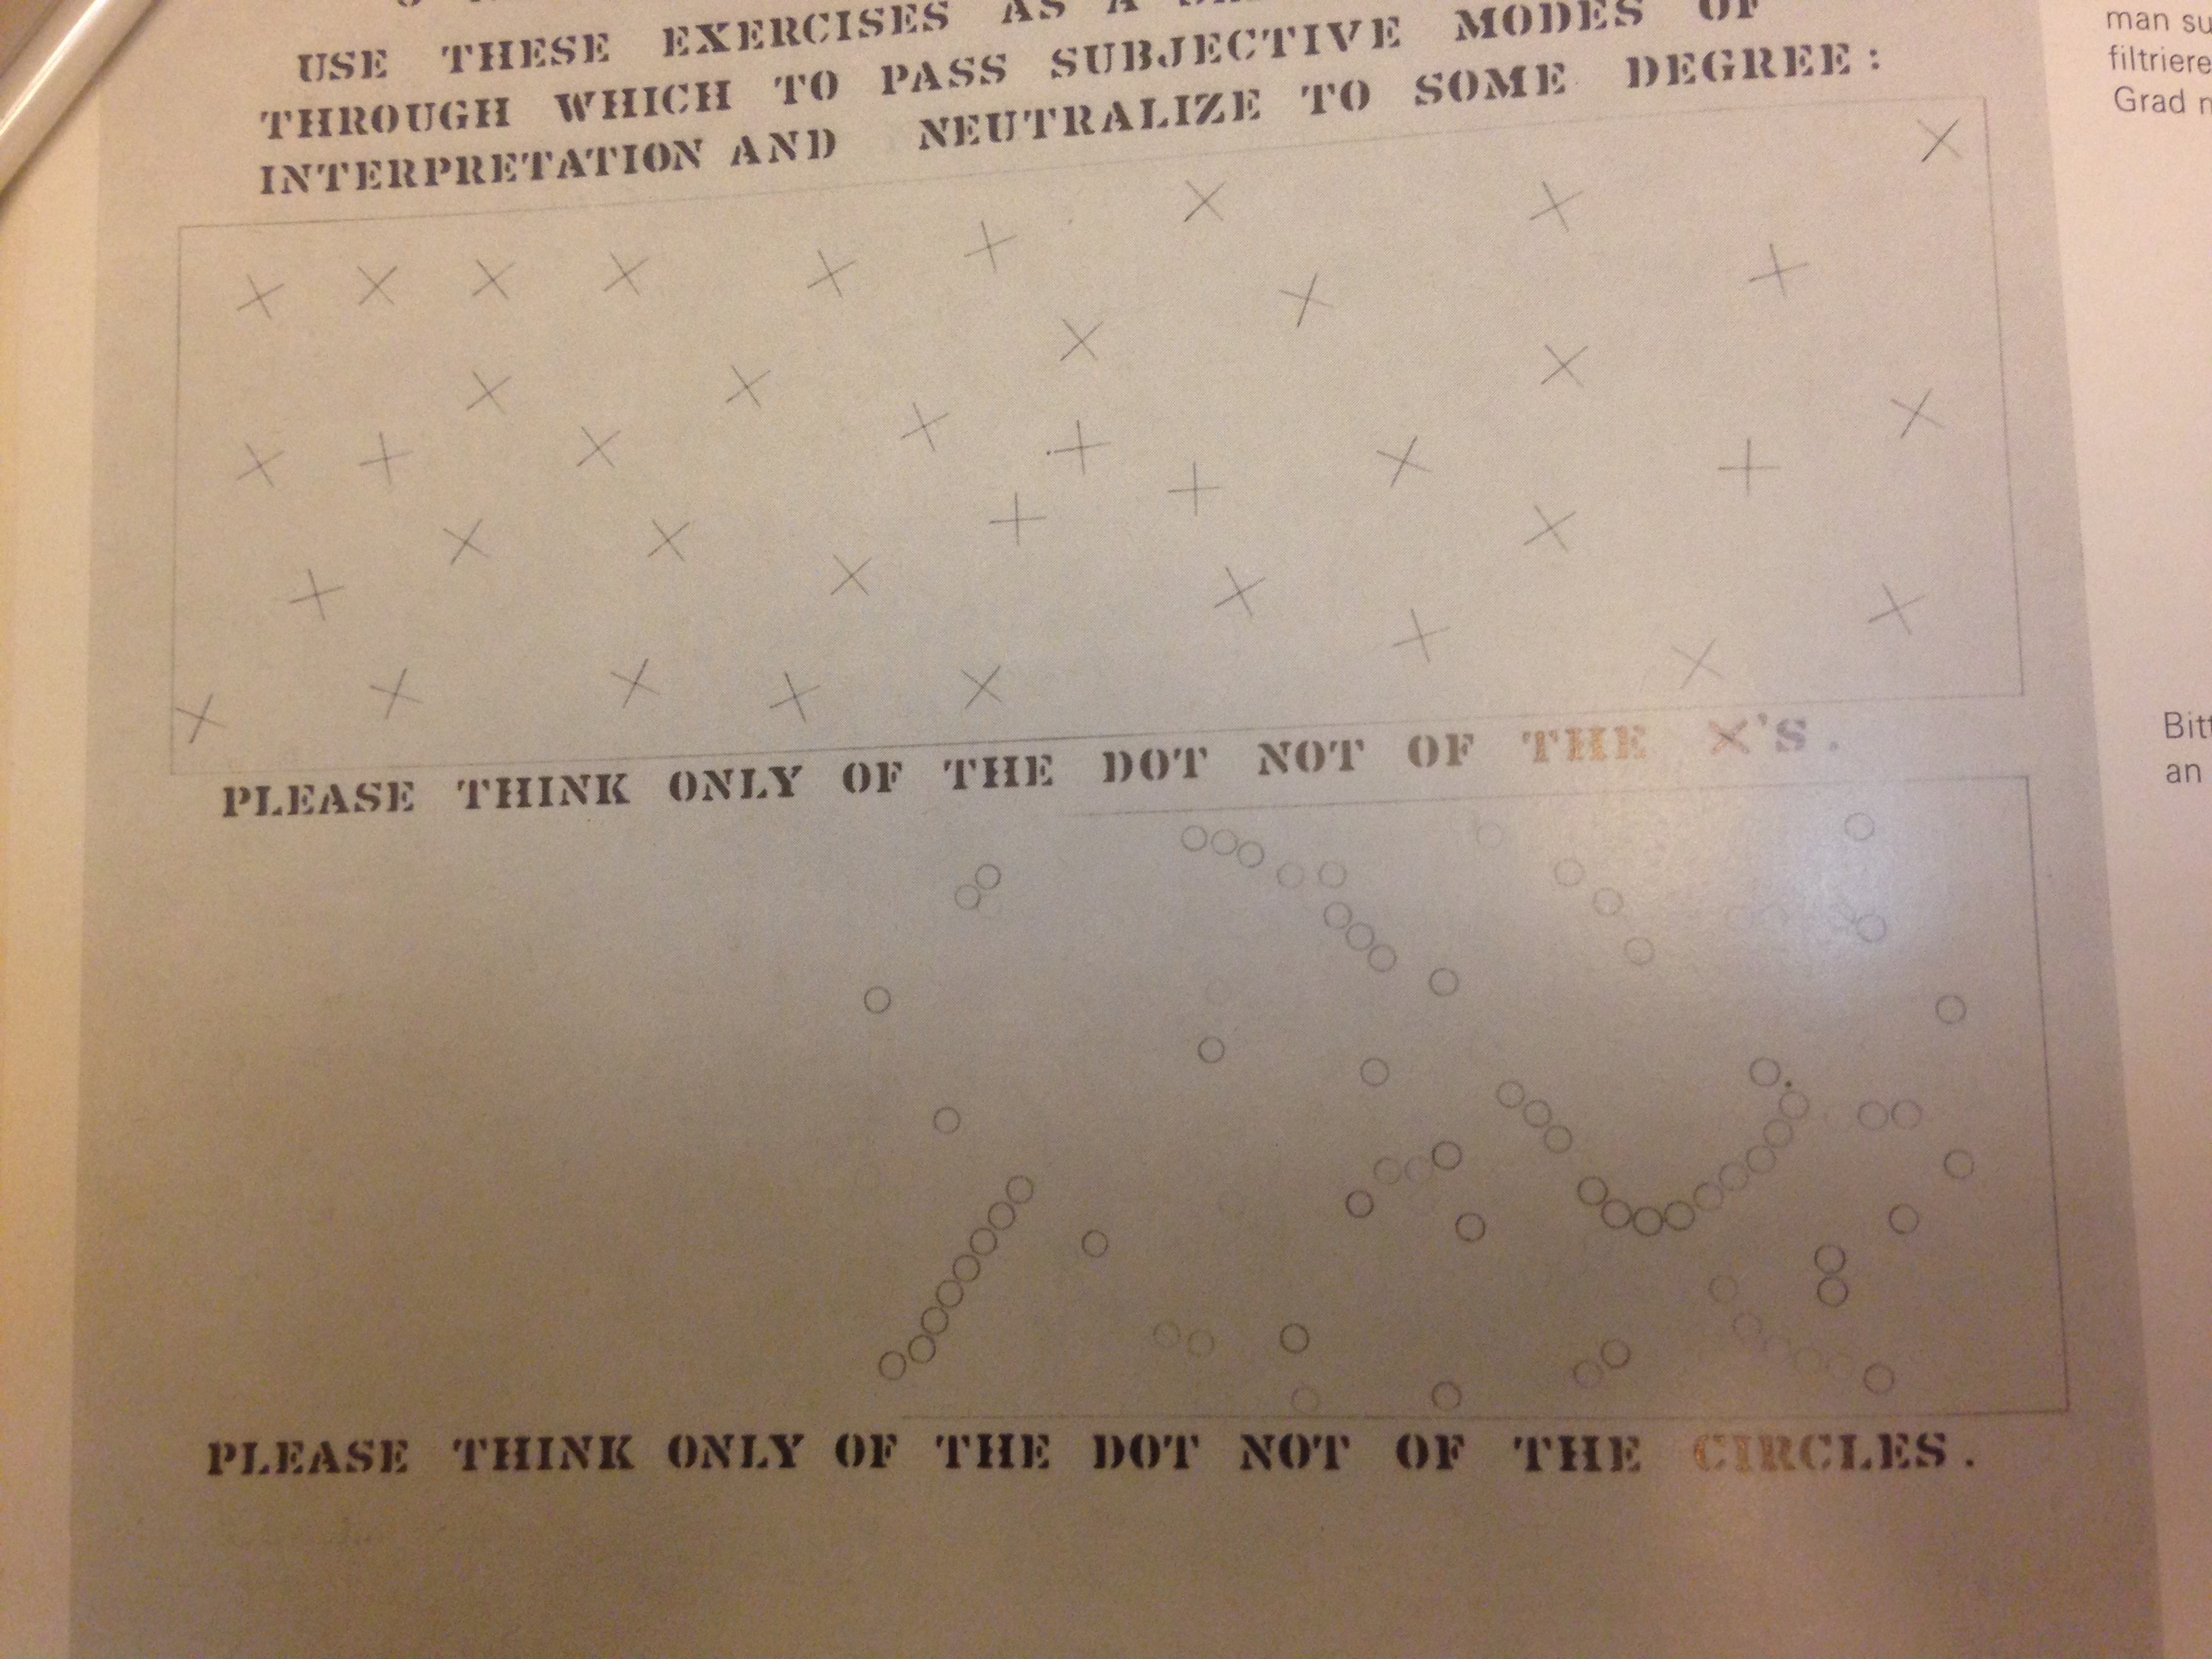 USE THESE EXERCISES AS A
THROUGH WHICH TO PASS SUBJECTIVE MODES OF
INTERPRETATION AND NEUTRALIZE TO SOME DEGREE:
PLEASE THINK ONLY OF THE DOT NOT OF THE X'S.
PLEASE THINK ONLY OF THE DOT NOT OF THE CIRCLES.
man su
filtriere
Grad n
Bitt
an